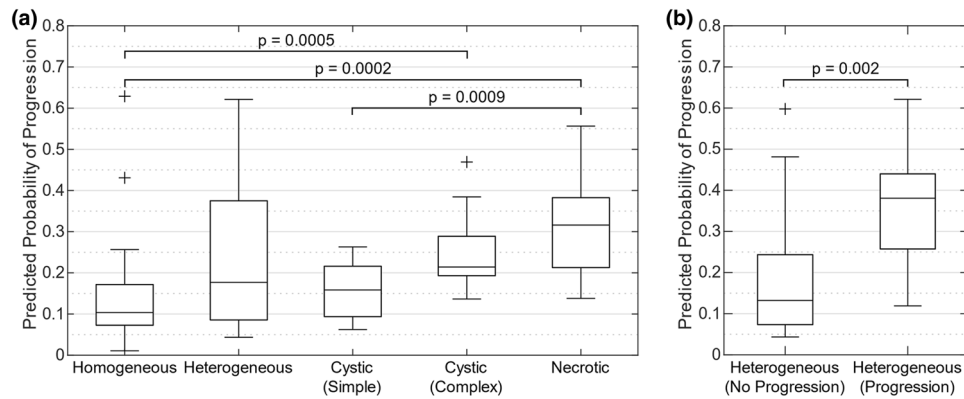 (a)
Predicted Probability of Progression
0.8
0.7
0.6
0.5
0.4
0.3
0.2
0.1
0
p = 0.0005
p = 0.0002
p = 0.0009
Homogeneous
Heterogeneous
Cystic
(Simple)
Cystic
(Complex)
Necrotic
(b)
Predicted Probability of Progression
0.8
0.7
0.6
0.5
0.4
0.3
0.2
0.1
0
p = 0.002
Heterogeneous
(No Progression)
Heterogeneous
(Progression)